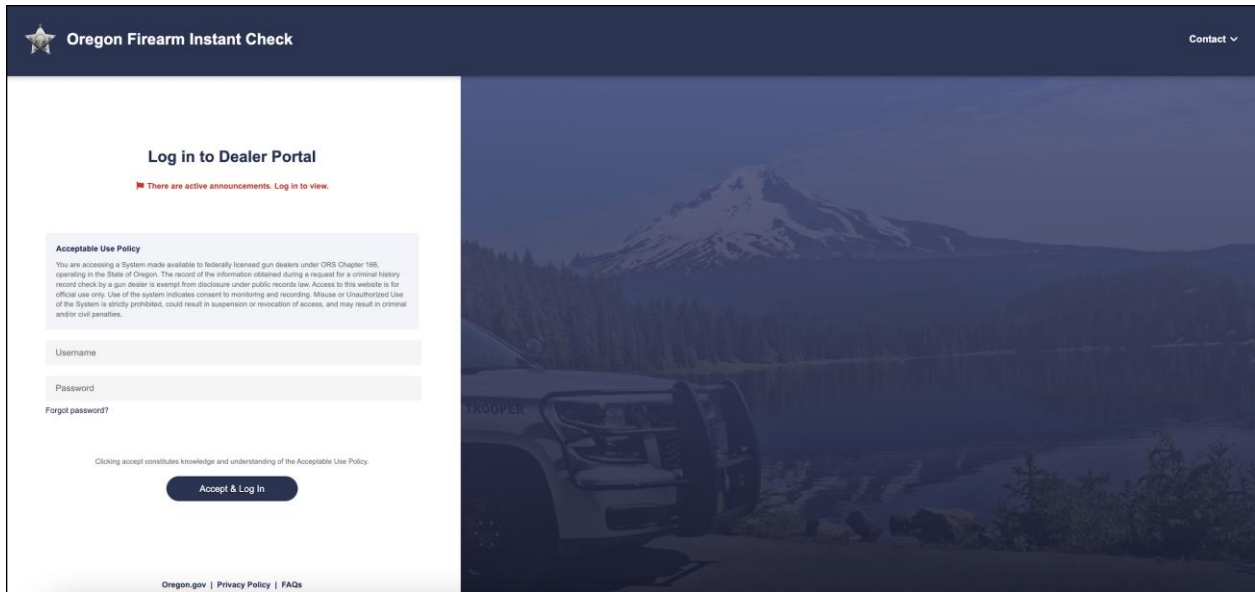 Oregon Firearm Instant Check
Contact
Log in to Dealer Portal
There are active announcements. Log in to view.
Acceptable Use Policy
You are accessing a System made available to federally licensed gun dealers under ORS Chapter 166,
operating in the State of Oregon. The record of the information obtained during a request for a criminal history
record check by a gun dealer is exempt from disclosure under public records law. Access to this website is for
official use only. Use of the system indicates consent to monitoring and recording. Misuse or Unauthorized Use
of the System is strictly prohibited, could result in suspension or revocation of access, and may result in criminal
and/or civil penalties.
Username
Password
Forgot password?
TROOPER
Clicking accept constitutes knowledge and understanding of the Acceptable Use Policy.
Accept & Log In
Oregon.gov | Privacy Policy | FAQs